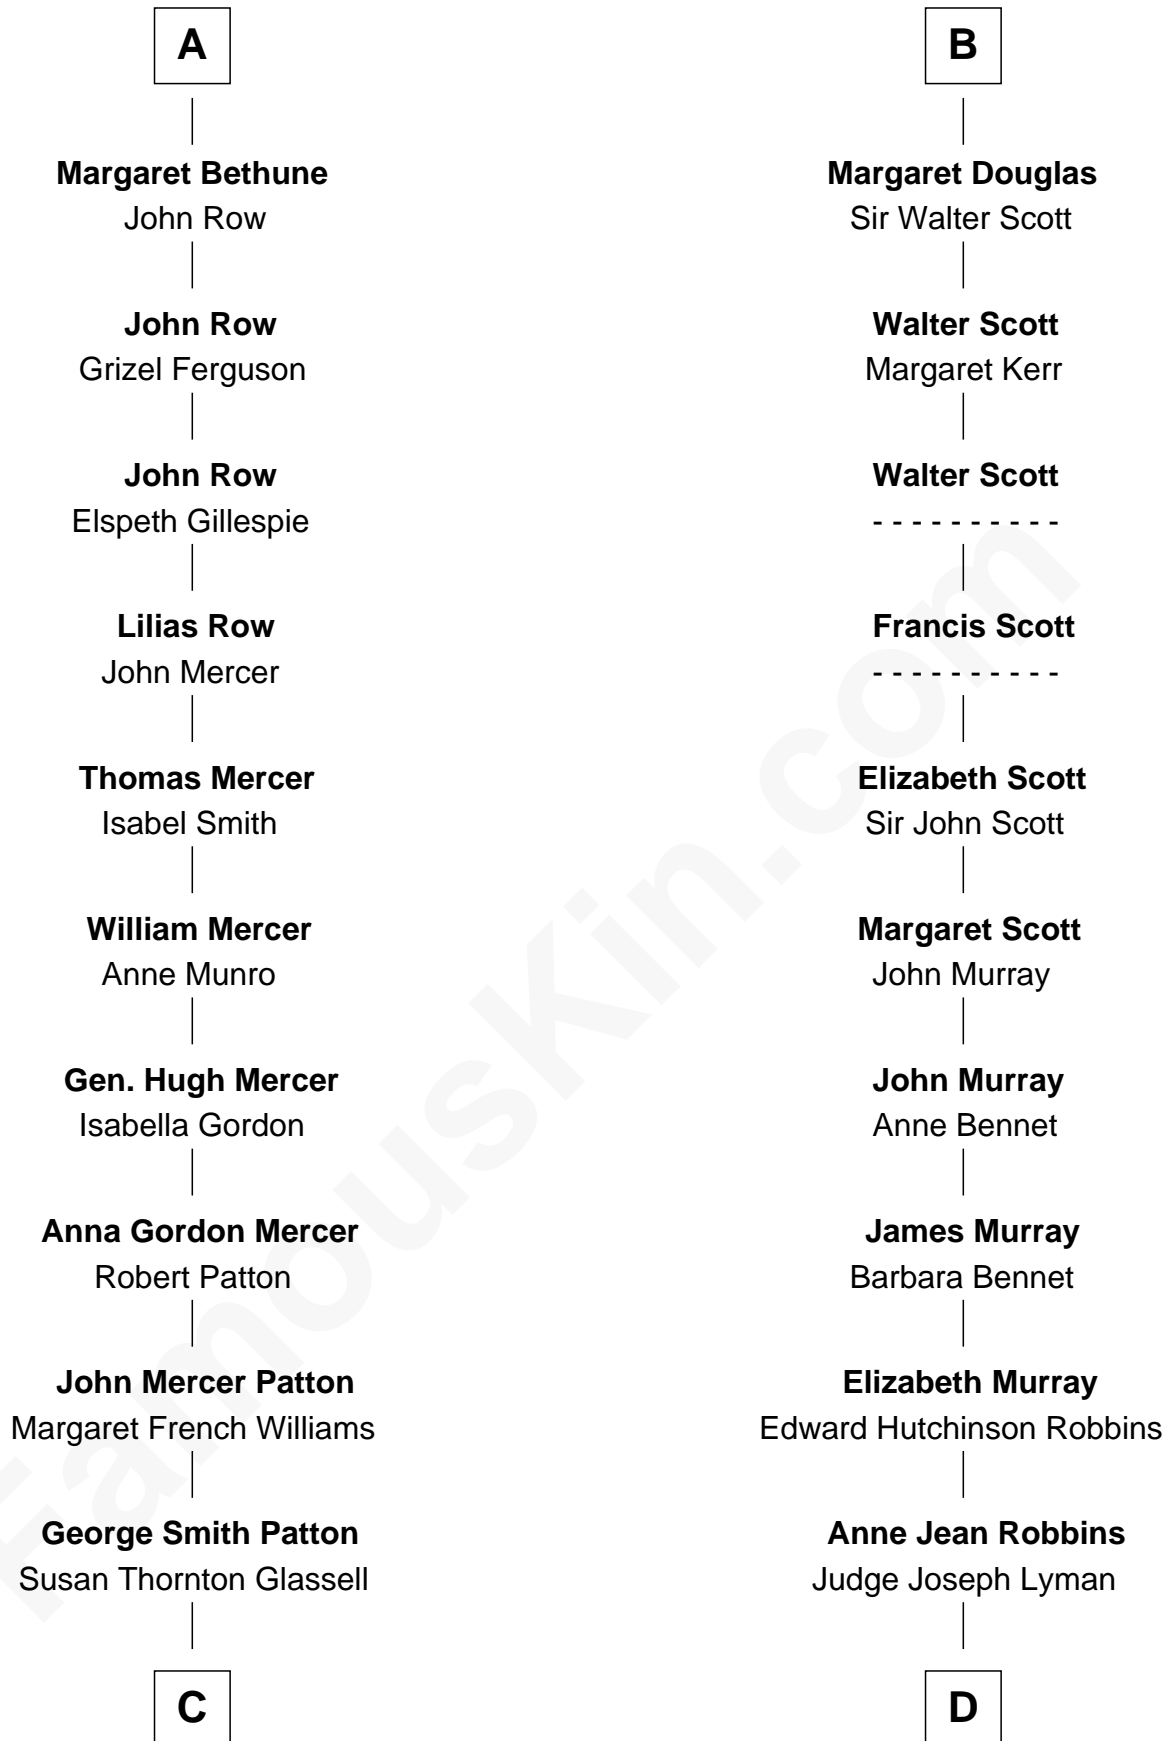 A
Margaret Bethune
John Row
John Row
Grizel Ferguson
John Row
Elspeth Gillespie
Lilias Row
John Mercer
Thomas Mercer
Isabel Smith
William Mercer
Anne Munro
Gen. Hugh Mercer
Isabella Gordon
Anna Gordon Mercer
Robert Patton
John Mercer Patton
Margaret French Williams
George Smith Patton
Susan Thornton Glassell
C
B
Margaret Douglas
Sir Walter Scott
Walter Scott
Margaret Kerr
Walter Scott
- - - - - - - - - -
Francis Scott
- - - - - - - - - -
Elizabeth Scott
Sir John Scott
Margaret Scott
John Murray
John Murray
Anne Bennet
James Murray
Barbara Bennet
Elizabeth Murray
Edward Hutchinson Robbins
Anne Jean Robbins
Judge Joseph Lyman
D
FamousKin.com